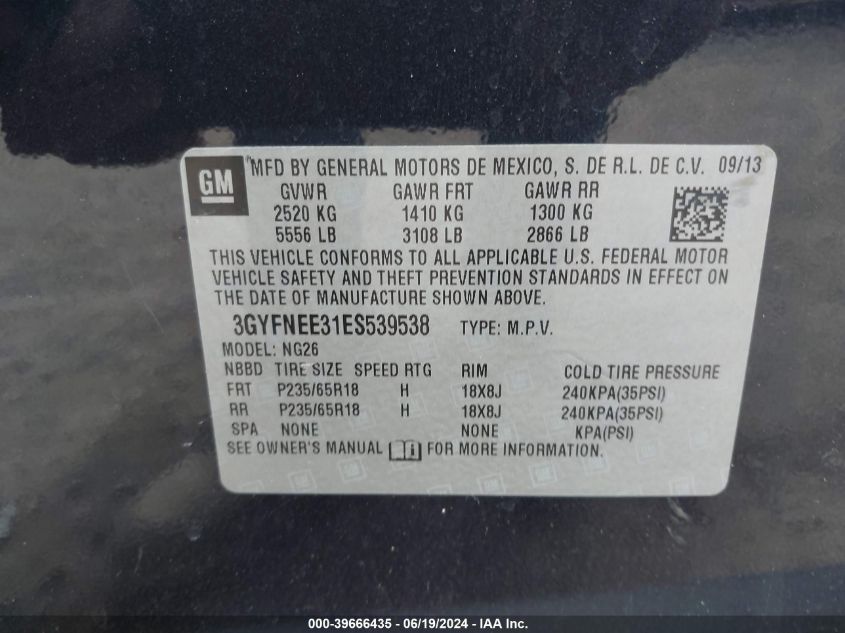 GM
MFD BY GENERAL MOTORS DE MEXICO, S. DE R.L. DE C.V. 09/13
GVWR GAWR FRT GAWR RR
2520 KG 1410 KG 1300 KG
5556 LB 3108 LB 2866 LB
THIS VEHICLE CONFORMS TO ALL APPLICABLE U.S. FEDERAL MOTOR
VEHICLE SAFETY AND THEFT PREVENTION STANDARDS IN EFFECT ON
THE DATE OF MANUFACTURE SHOWN ABOVE.
3GYFNEE31ES539538 TYPE: M.P.V.
MODEL: NG26
NBBD TIRE SIZE SPEED RTG RIM COLD TIRE PRESSURE
FRT P235/65R18 H 18X8J 240KPA(35PSI)
RR P235/65R18 H 18X8J 240KPA(35PSI)
SPA NONE NONE KPA(PSI)
SEE OWNER'S MANUAL FOR MORE INFORMATION.
000-39666435 - 06/19/2024 - IAA Inc.